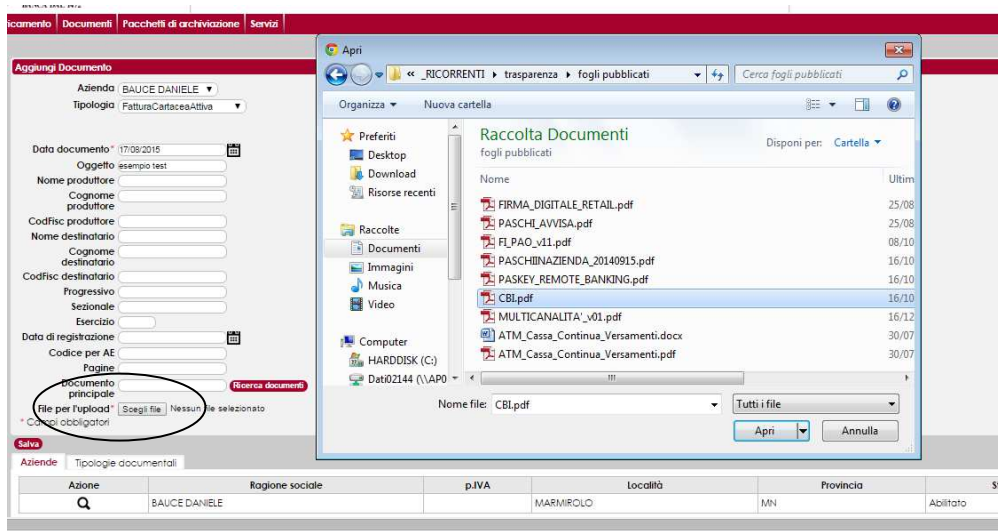 icamento Documenti Pacchetti di archiviazione Servizi
Aggiungi Documento
Azienda BAUCE DANIELE
Tipologia FatturaCartaceaAttiva
Data documento* 17/08/2015
Oggetto esempio test
Nome produttore
Cognome
produttore
CodFisc produttore
Nome destinatario
Cognome
destinatario
CodFisc destinatario
Progressivo
Sezionale
Esercizio
Data di registrazione
Codice per AE
Pagine
Documento
principale Ricerca documenti
File per l'upload* Scegli file Nessun file selezionato
* Campi obbligatori
Salva
Apri
« _RICORRENTI trasparenza fogli pubblicati Cerca fogli pubblicati
Organizza Nuova cartella
Preferiti
Desktop
Download
Risorse recenti
Raccolte
Documenti
Immagini
Musica
Video
Computer
HARDDISK (C:)
Dati02144 (\\AP0
Raccolta Documenti
fogli pubblicati
Disponi per: Cartella
Nome Ultim
FIRMA_DIGITALE_RETAIL.pdf 25/08
PASCHI_AVVISA.pdf 25/08
FI_PAO_v11.pdf 08/10
PASCHIINAZIENDA_20140915.pdf 16/10
PASKEY_REMOTE_BANKING.pdf 16/10
CBI.pdf 16/10
MULTICANALITA'_v01.pdf 16/12
ATM_Cassa_Continua_Versamenti.docx 30/07
ATM_Cassa_Continua_Versamenti.pdf 30/07
Nome file: CBI.pdf Tutti i file
Apri Annulla
Aziende Tipologie documentali
Azione Ragione sociale p.IVA Località Provincia S
BAUCE DANIELE MARMIROLO MN Abilitato